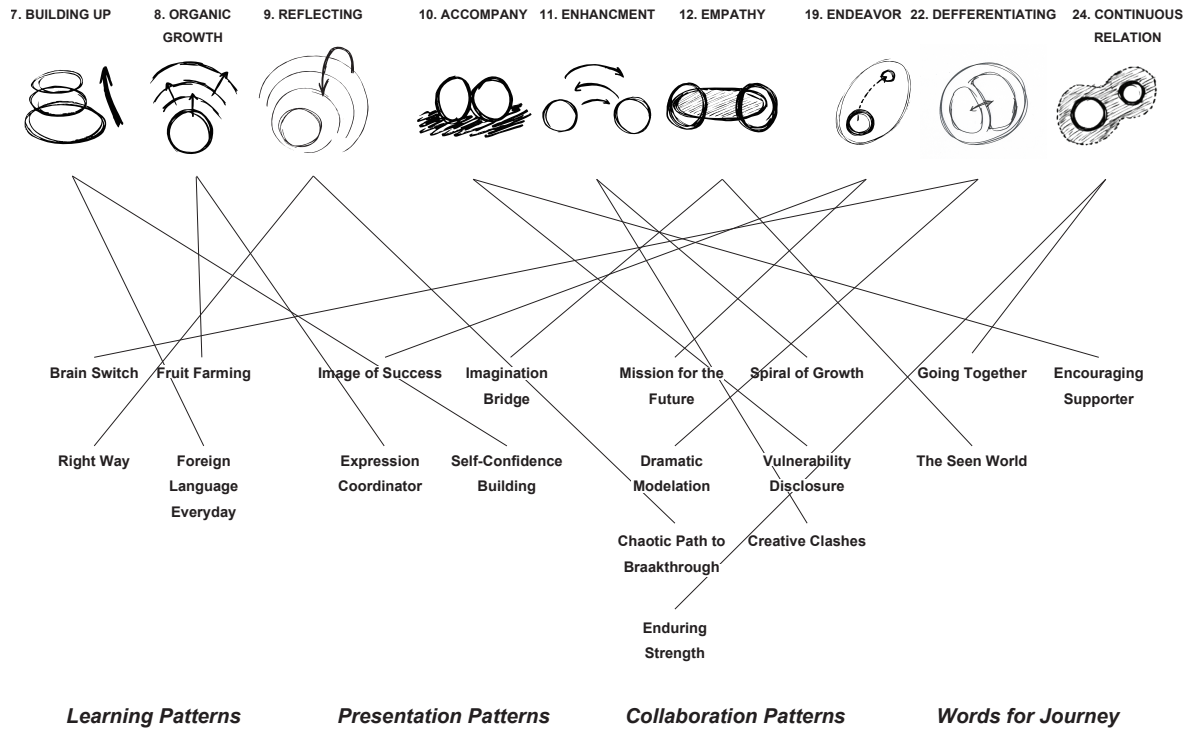 7. BUILDING UP
8. ORGANIC
GROWTH
9. REFLECTING
10. ACCOMPANY
11. ENHANCMENT
12. EMPATHY
19. ENDEAVOR
22. DEFFERENTIATING
24. CONTINUOUS
RELATION
Brain Switch
Fruit Farming
Image of Success
Imagination
Bridge
Mission for the
Future
Spiral of Growth
Going Together
Encouraging
Supporter
Right Way
Foreign
Language
Everyday
Expression
Coordinator
Self-Confidence
Building
Dramatic
Modelation
Vulnerability
Disclosure
The Seen World
Chaotic Path to
Braakthrough
Creative Clashes
Enduring
Strength
Learning Patterns
Presentation Patterns
Collaboration Patterns
Words for Journey